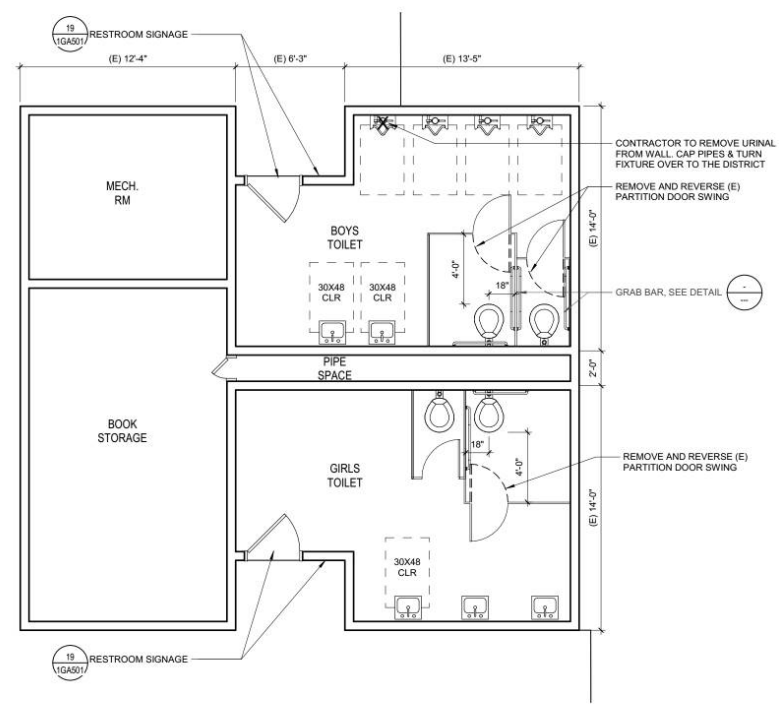 19
1GA501
RESTROOM SIGNAGE
(E) 12'-4"
(E) 6'-3"
(E) 13'-5"
CONTRACTOR TO REMOVE URINAL
FROM WALL. CAP PIPES & TURN
FIXTURE OVER TO THE DISTRICT
REMOVE AND REVERSE (E)
PARTITION DOOR SWING
MECH.
RM
BOYS
TOILET
(E) 14'-0"
4'-0"
18"
30X48
CLR
30X48
CLR
GRAB BAR, SEE DETAIL
-
---
PIPE
SPACE
2'-0"
BOOK
STORAGE
GIRLS
TOILET
18"
4'-0"
REMOVE AND REVERSE (E)
PARTITION DOOR SWING
(E) 14'-0"
30X48
CLR
19
1GA501
RESTROOM SIGNAGE